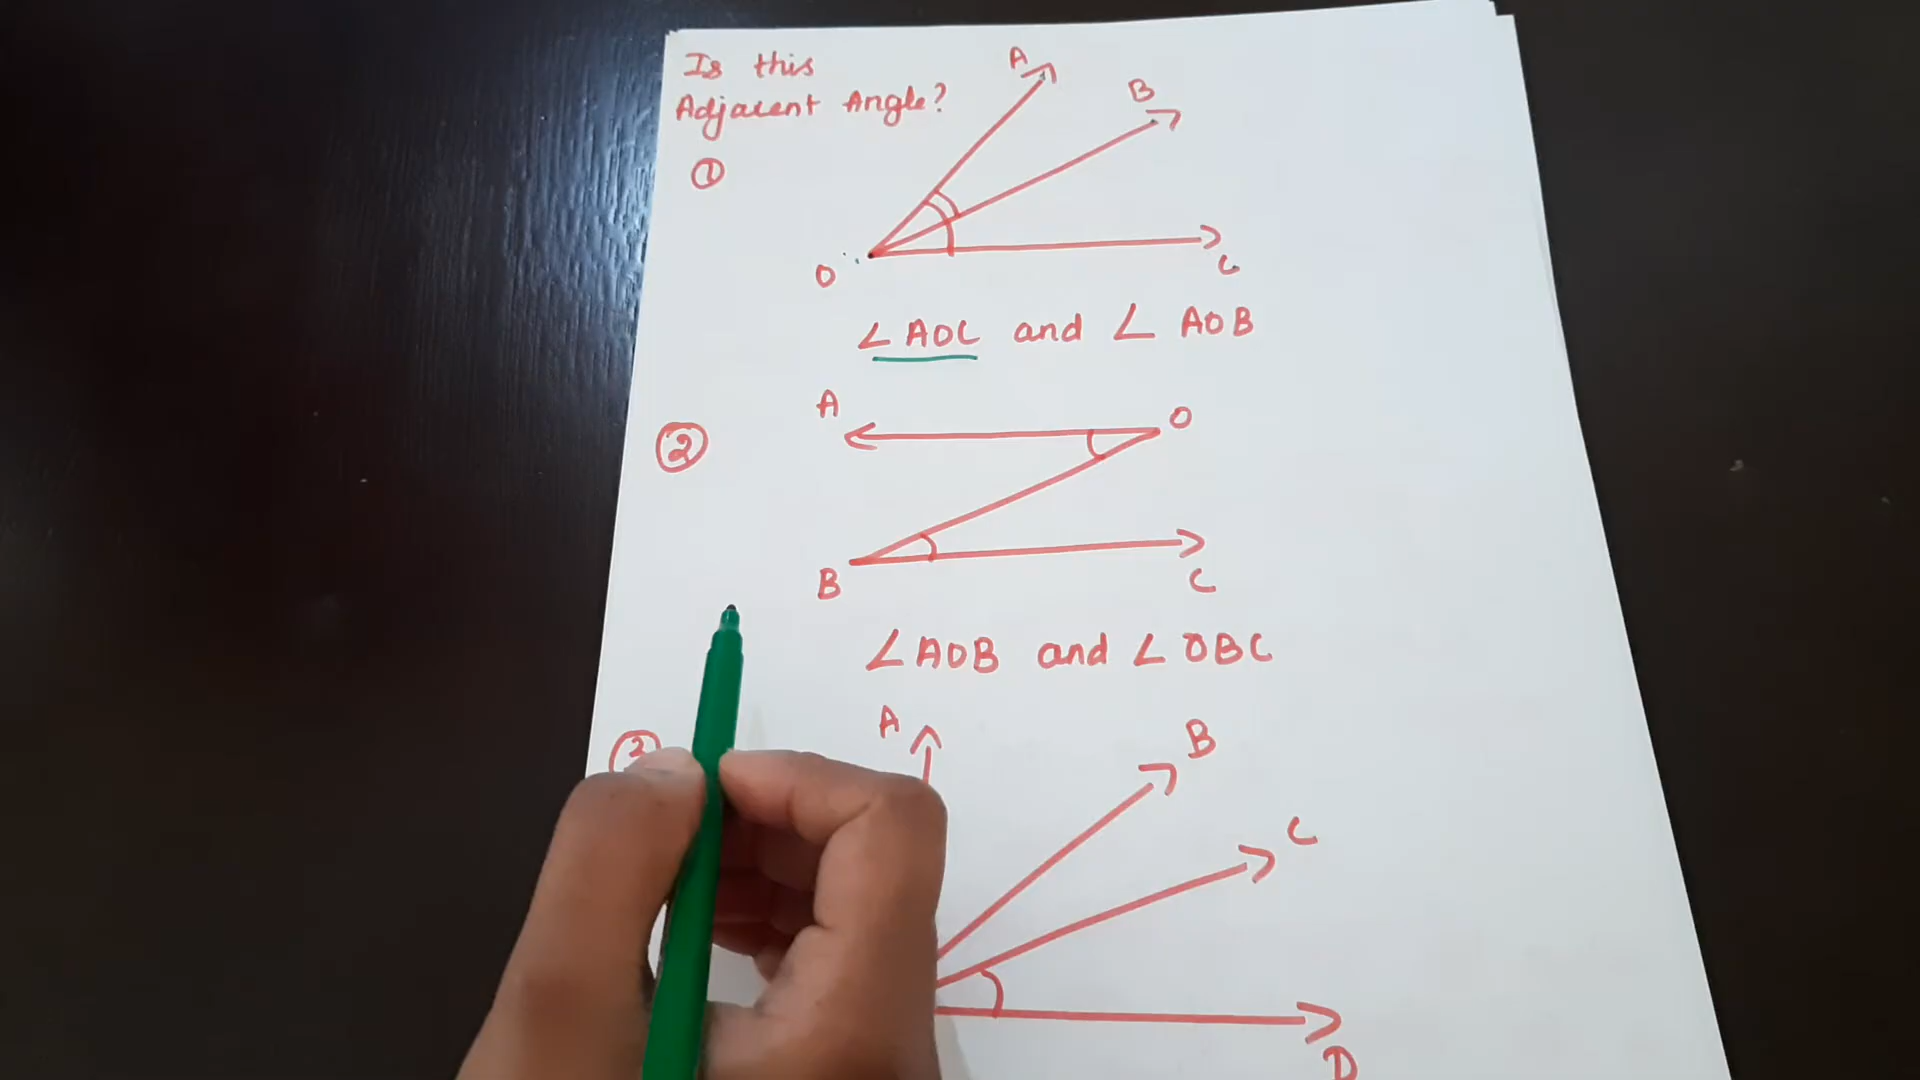 Is this
Adjacent Angle?
①
A
B
O
C
∠AOC and ∠AOB
②
A
O
B
C
∠AOB and ∠OBC
A
B
C
D